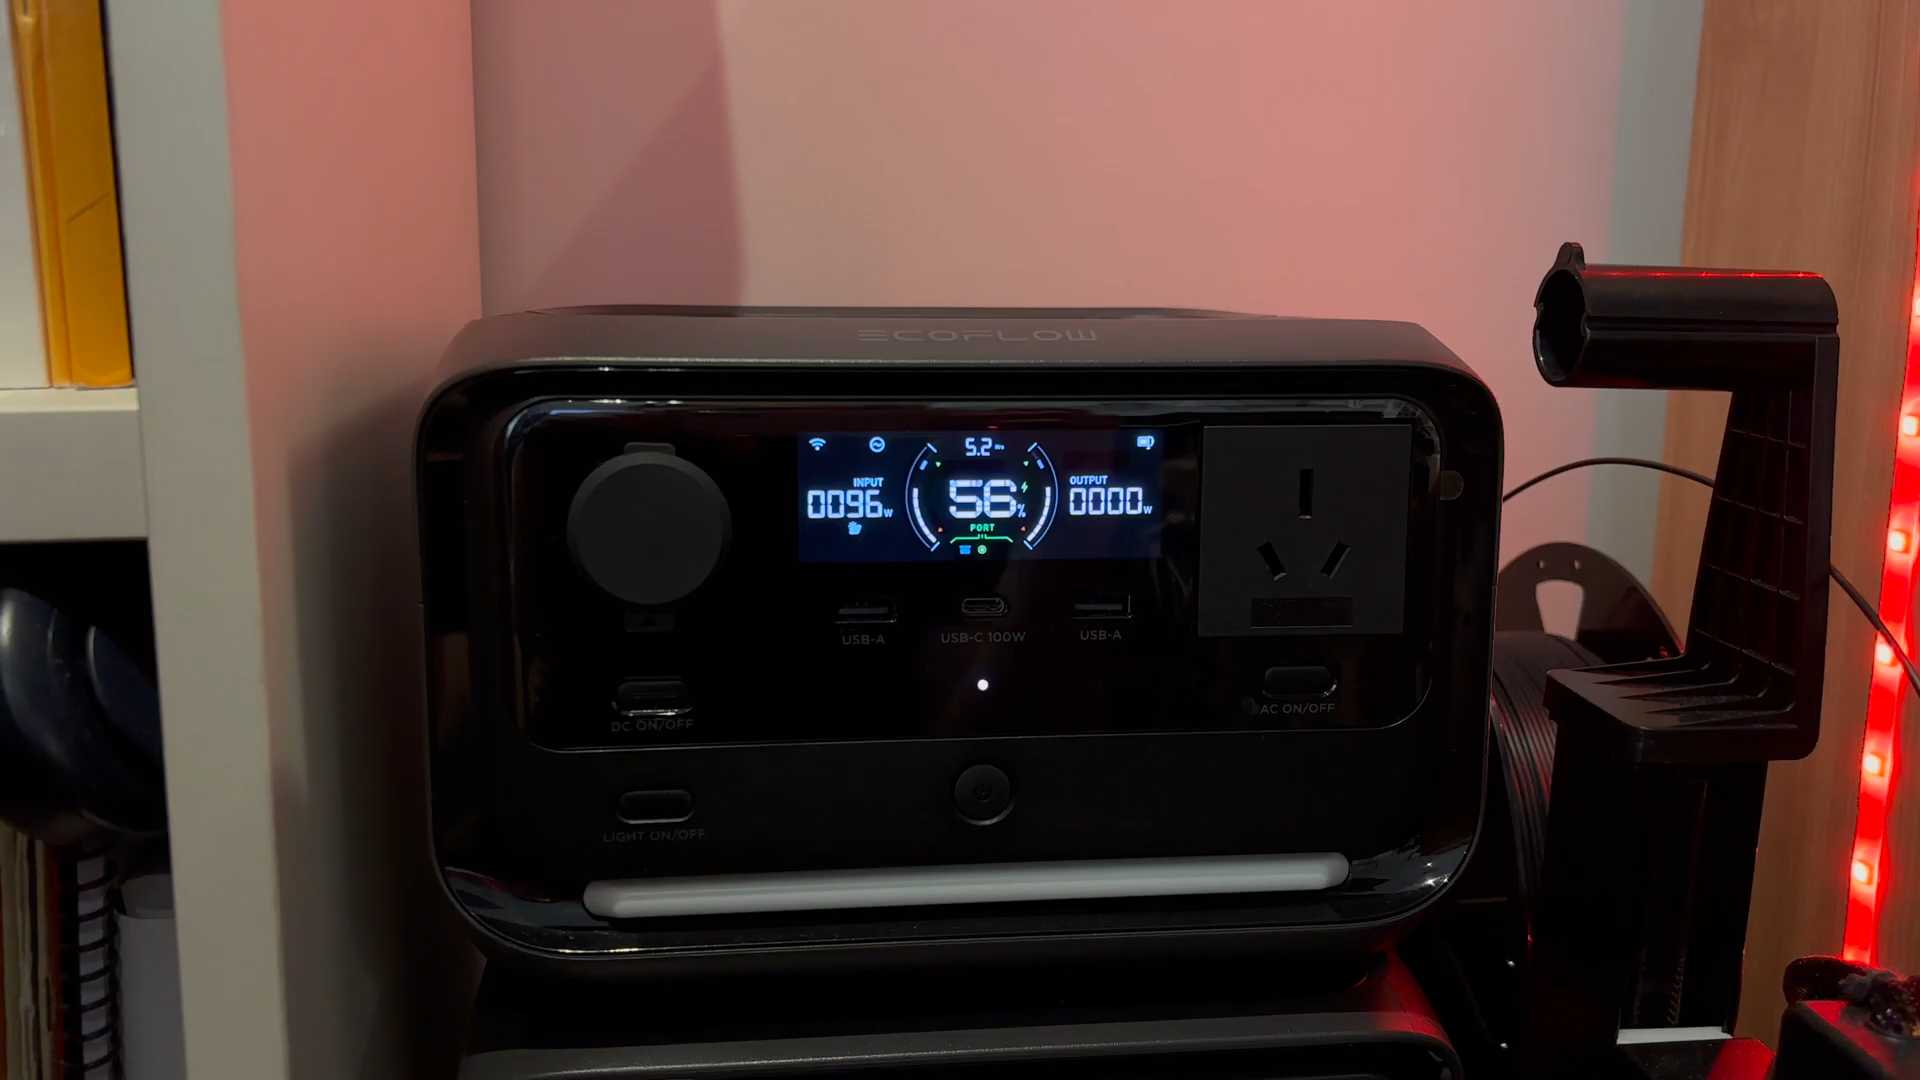 ECOFLOW
5.2 Hrs
INPUT
0096W
56%
PORT
OUTPUT
0000W
USB-A
USB-C 100W
USB-A
DC ON/OFF
AC ON/OFF
LIGHT ON/OFF